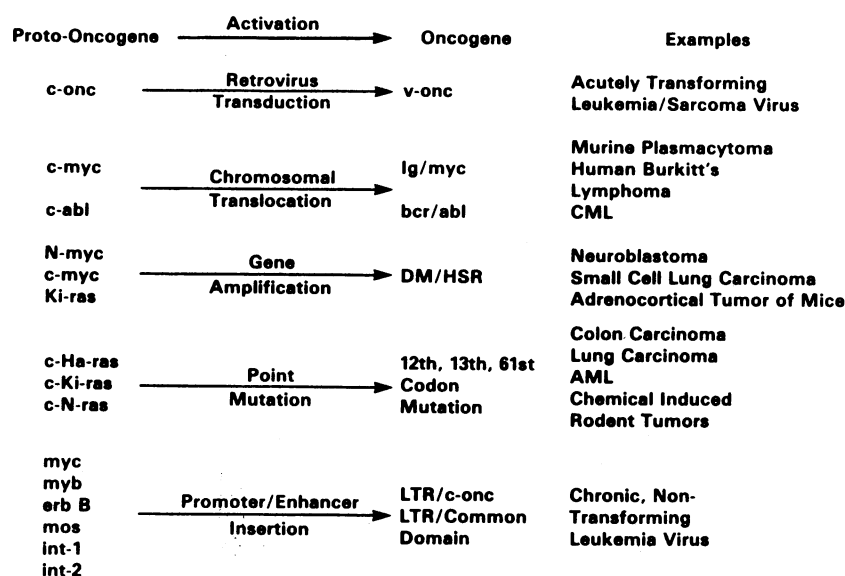 Proto-Oncogene Activation Oncogene Examples
c-onc Retrovirus Transduction v-onc Acutely Transforming
Leukemia/Sarcoma Virus
Murine Plasmacytoma
c-myc Chromosomal Ig/myc Human Burkitt's
Translocation Lymphoma
c-abl bcr/abl CML
N-myc Neuroblastoma
c-myc Gene Amplification DM/HSR Small Cell Lung Carcinoma
Ki-ras Adrenocortical Tumor of Mice
Colon Carcinoma
c-Ha-ras 12th, 13th, 61st Lung Carcinoma
c-Ki-ras Point Mutation Codon AML
c-N-ras Mutation Chemical Induced
Rodent Tumors
myc
myb
erb B Promoter/Enhancer LTR/c-onc Chronic, Non-
mos Insertion LTR/Common Transforming
int-1 Domain Leukemia Virus
int-2